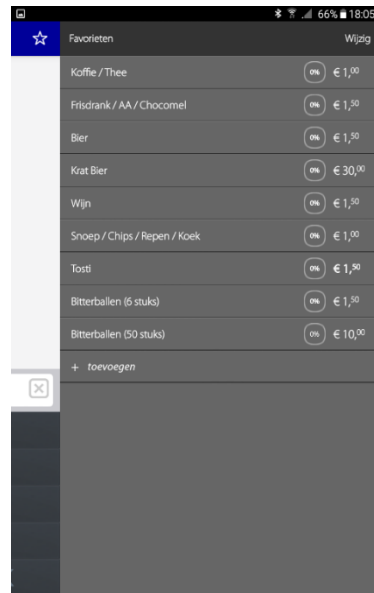 66% 18:05
Favorieten Wijzig
Koffie / Thee 0% € 1,00
Frisdrank / AA / Chocomel 0% € 1,50
Bier 0% € 1,50
Krat Bier 0% € 30,00
Wijn 0% € 1,50
Snoep / Chips / Repen / Koek 0% € 1,00
Tosti 0% € 1,50
Bitterballen (6 stuks) 0% € 1,50
Bitterballen (50 stuks) 0% € 10,00
+ toevoegen